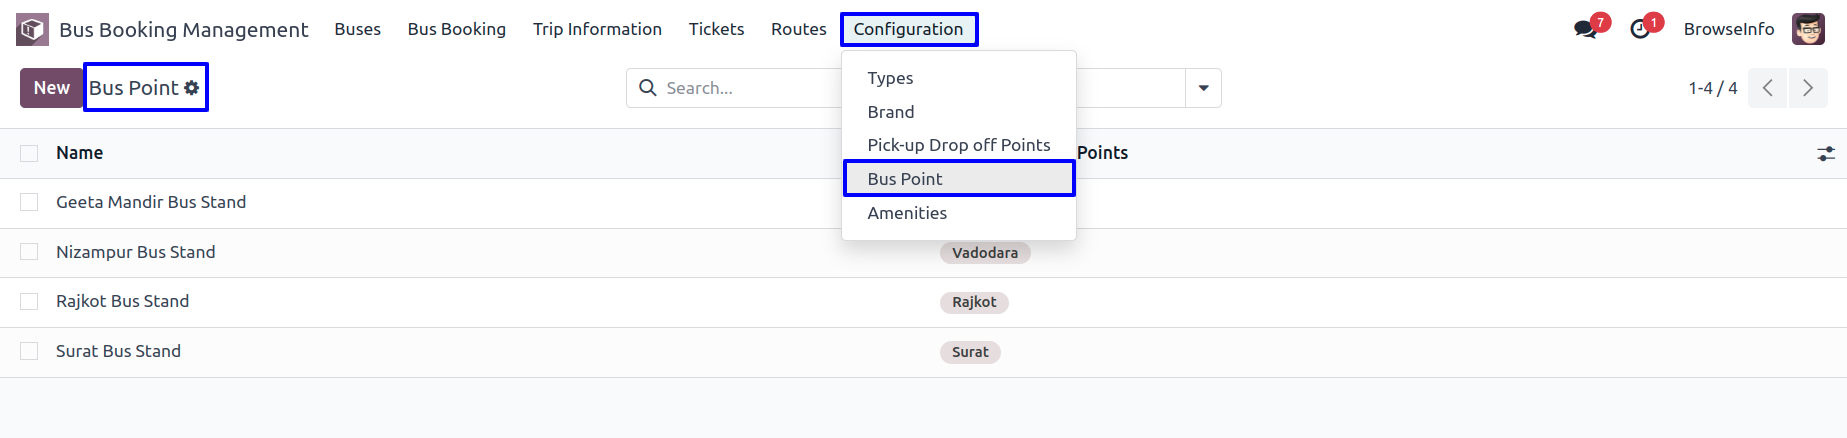 Bus Booking Management Buses Bus Booking Trip Information Tickets Routes Configuration 7 1 BrowseInfo
New Bus Point Search... 1-4 / 4
Types
Brand
Pick-up Drop off Points
Bus Point
Amenities
Name Points
Geeta Mandir Bus Stand
Nizampur Bus Stand Vadodara
Rajkot Bus Stand Rajkot
Surat Bus Stand Surat